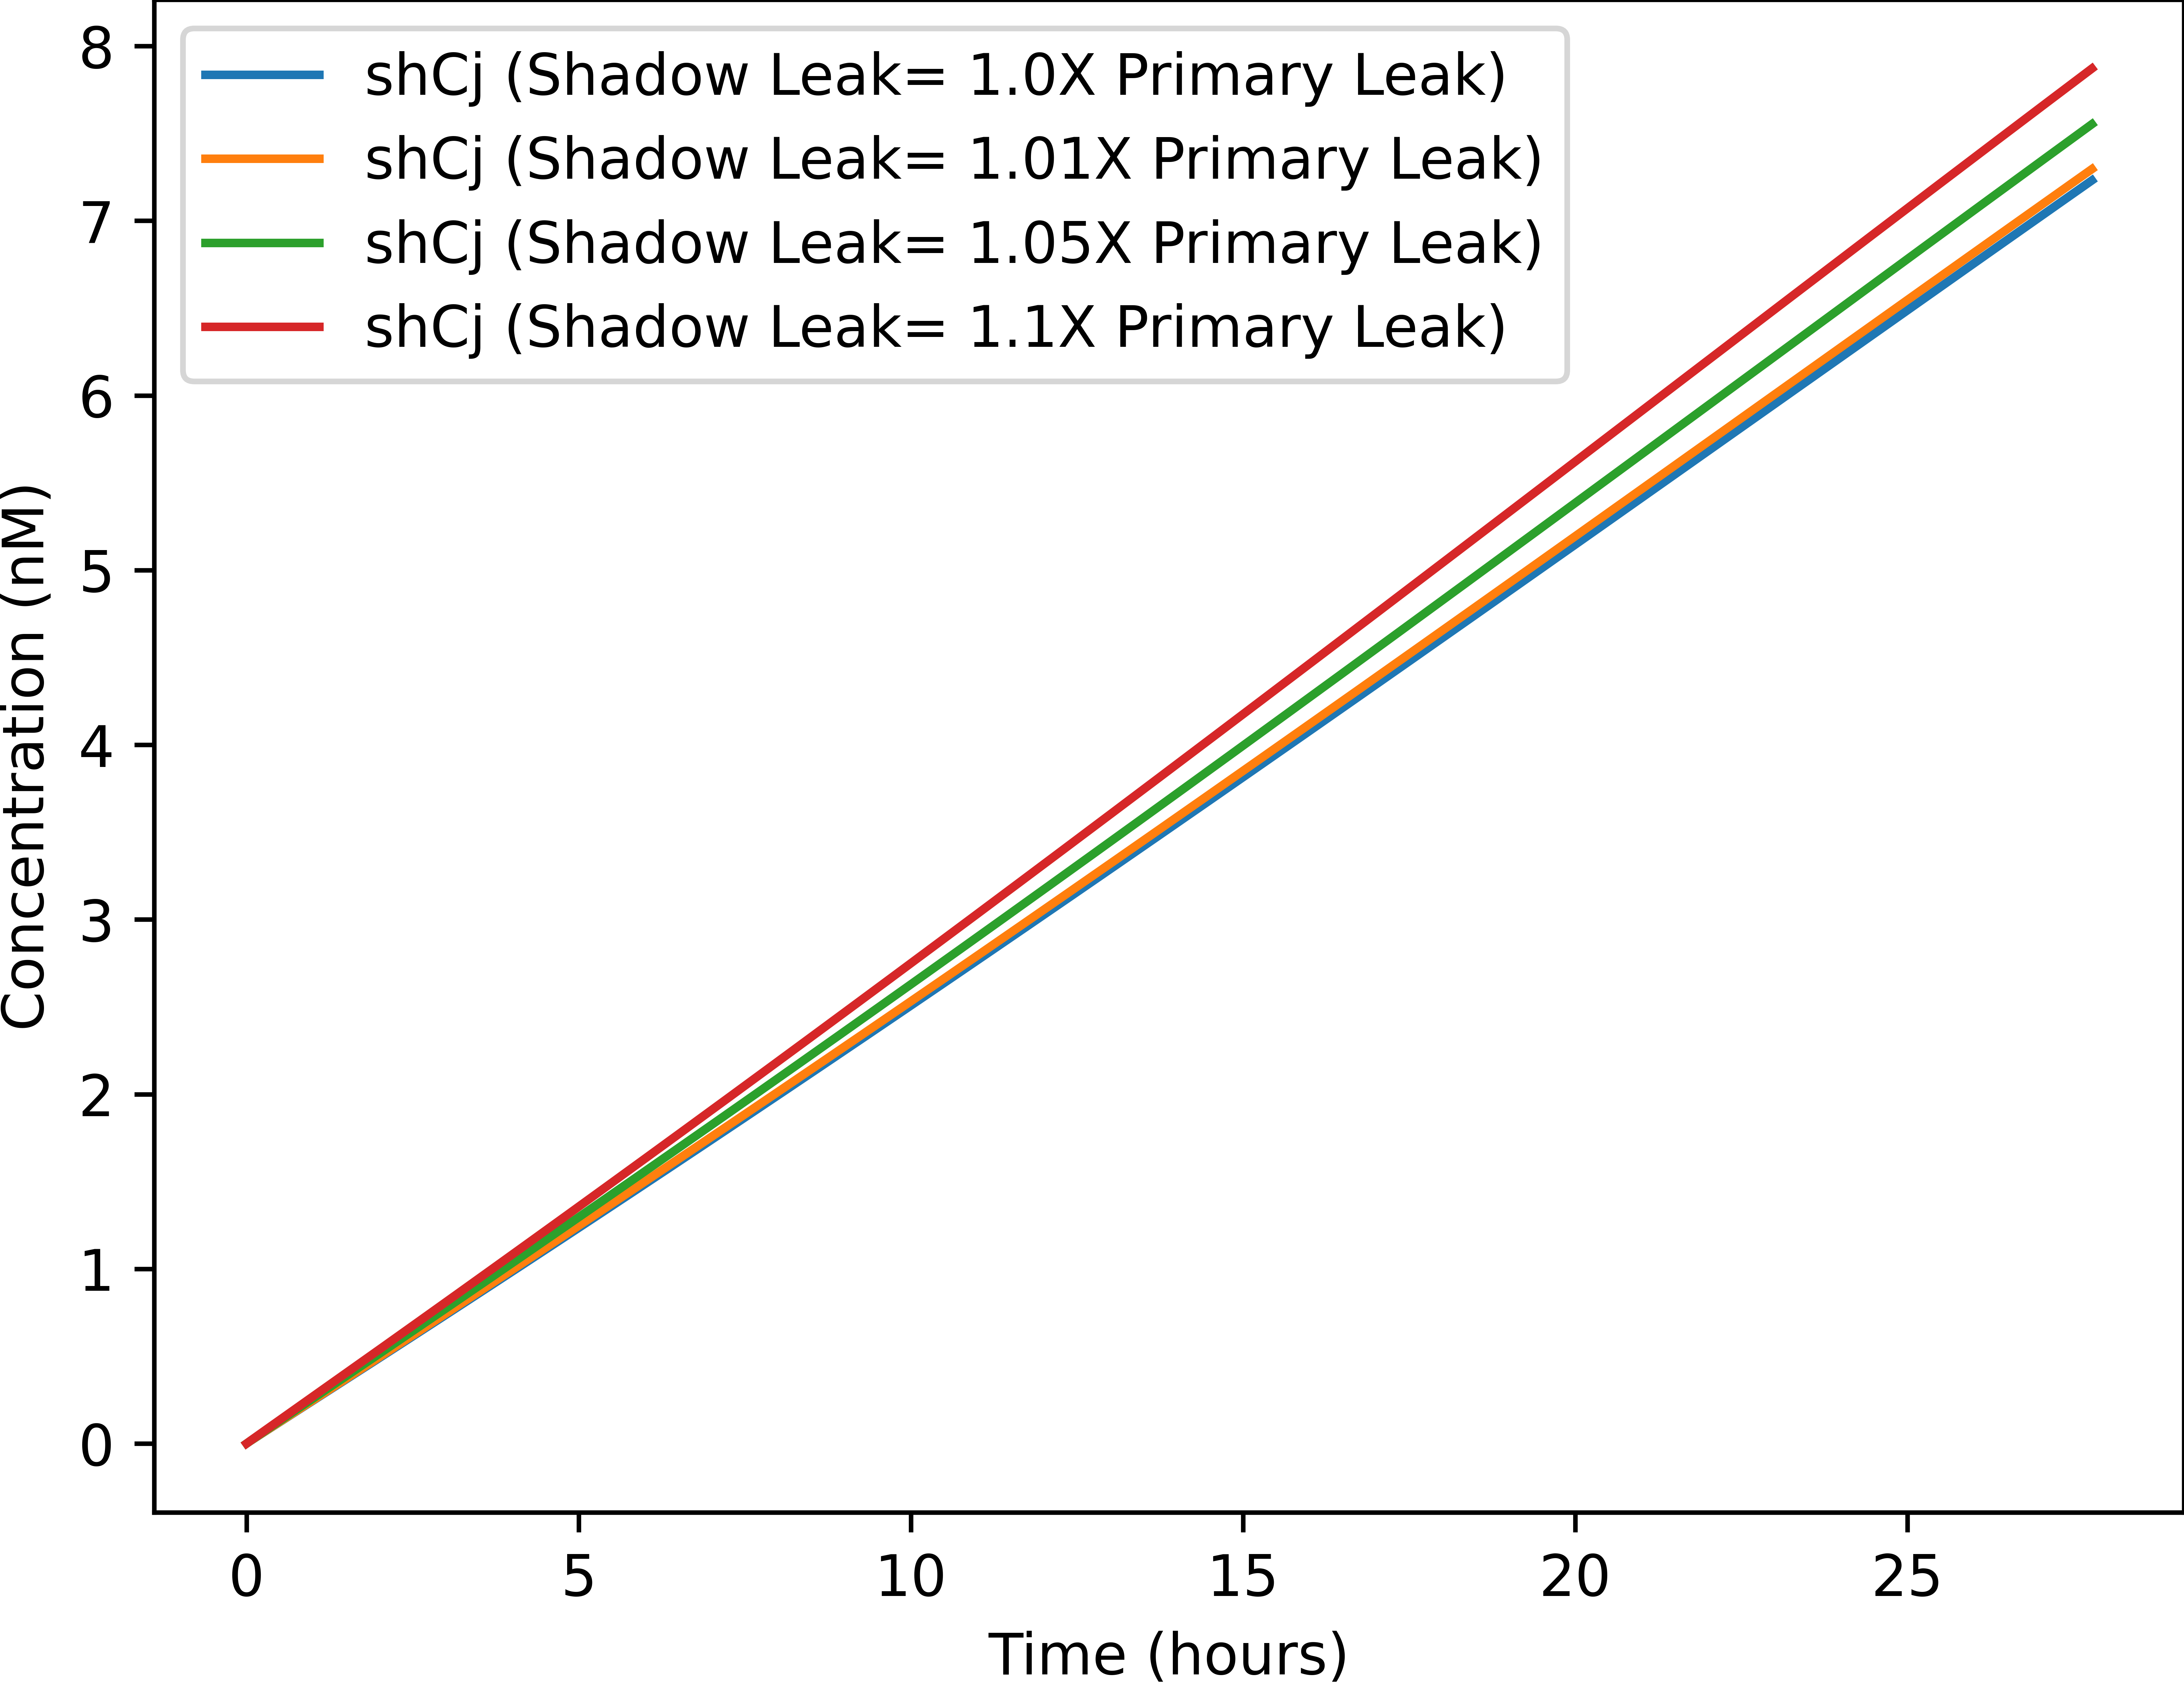 shCj (Shadow Leak= 1.0X Primary Leak)
shCj (Shadow Leak= 1.01X Primary Leak)
shCj (Shadow Leak= 1.05X Primary Leak)
shCj (Shadow Leak= 1.1X Primary Leak)
Concentration (nM)
8
7
6
5
4
3
2
1
0
0 5 10 15 20 25
Time (hours)